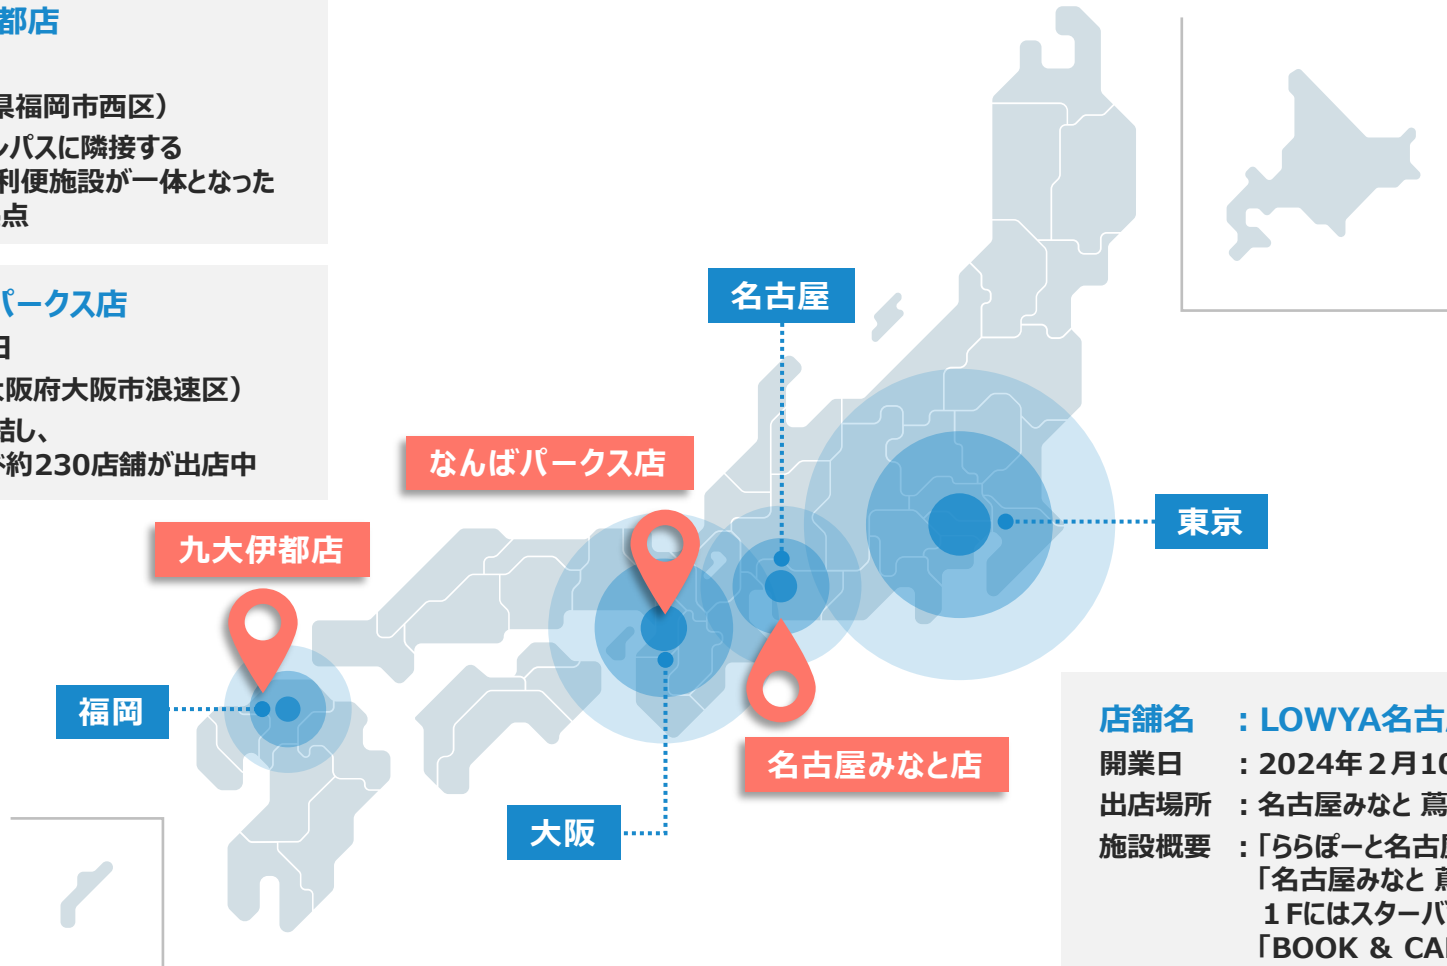 都店
県福岡市西区）
ンパスに隣接する
利便施設が一体となった
点
パークス店
日
大阪府大阪市浪速区）
結し、
約230店舗が出店中
名古屋
なんばパークス店
東京
九大伊都店
福岡
名古屋みなと店
大阪
店舗名 ：LOWYA名古
開業日 ：2024年２月10
出店場所 ：名古屋みなと 蔦
施設概要 ：「ららぽーと名古屋
「名古屋みなと 蔦
１Fにはスターバ
「BOOK & CA